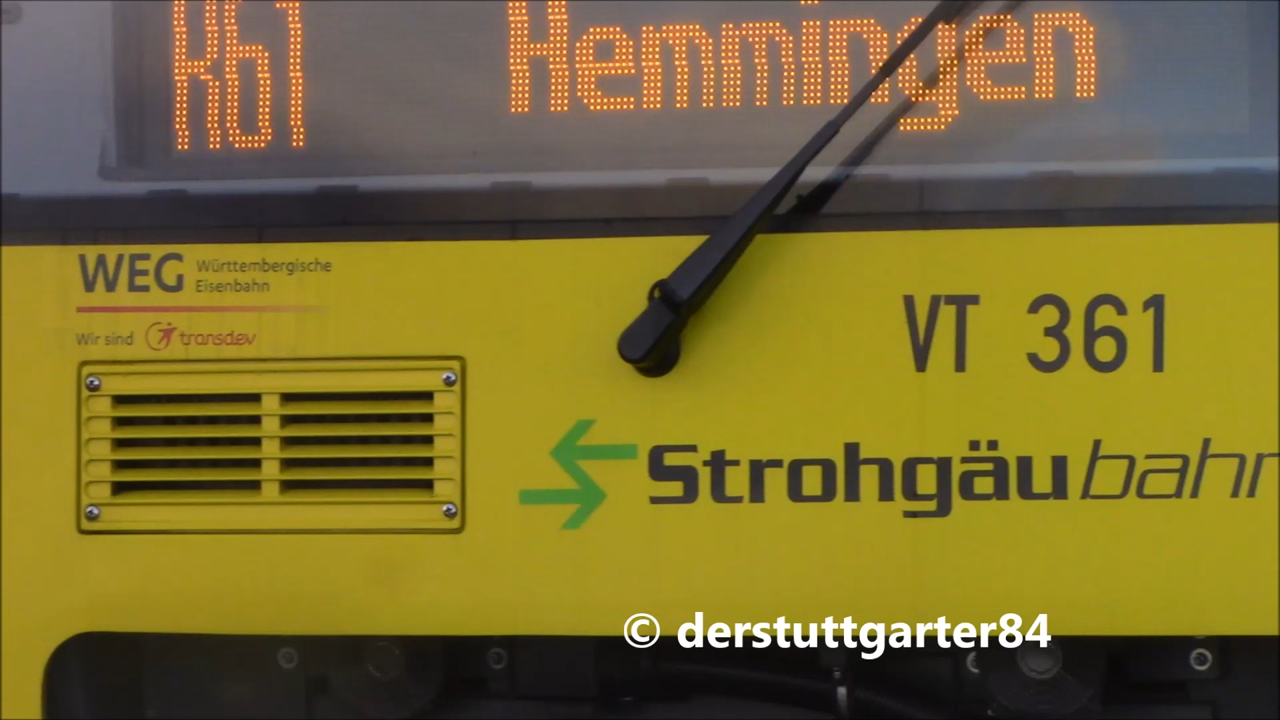 R61 Hemmingen
WEG Württembergische
Eisenbahn
Wir sind transdev
VT 361
Strohgäubahn
© derstuttgarter84